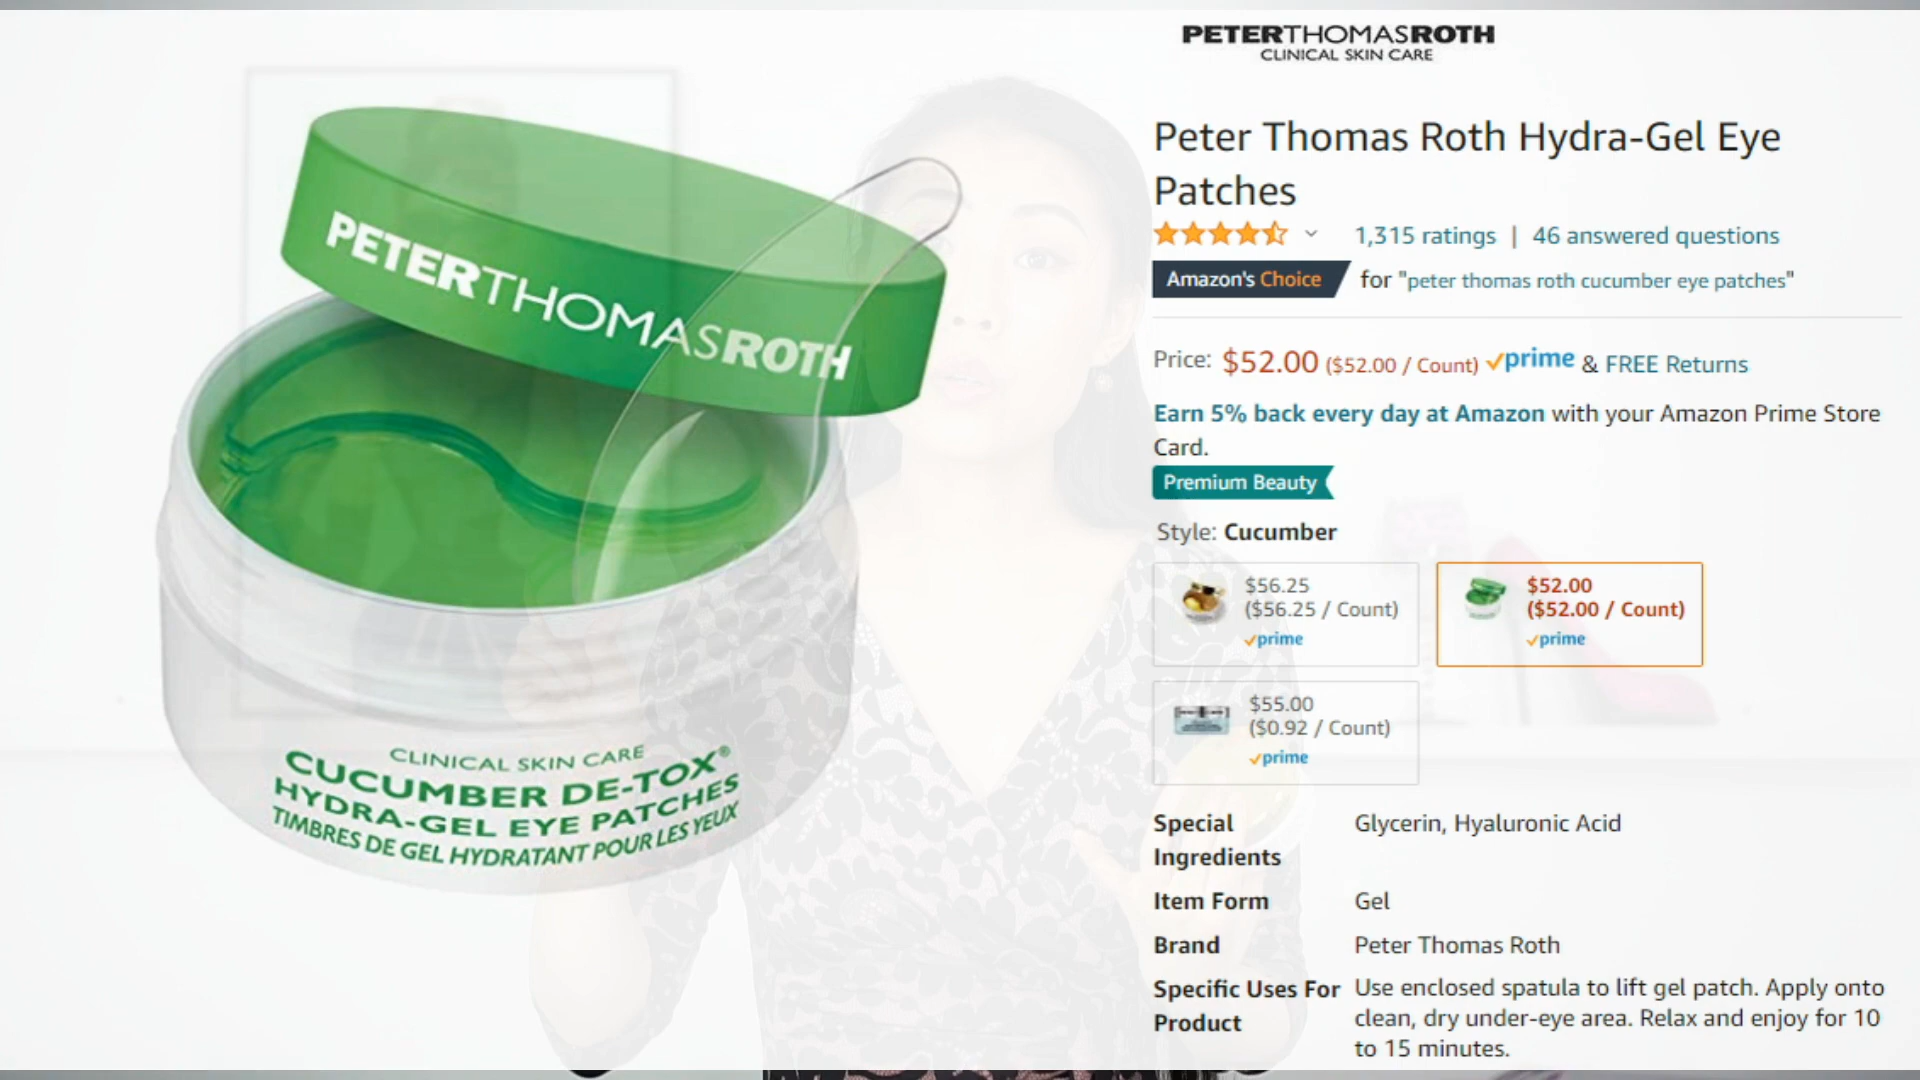 PETERTHOMASROTH
CLINICAL SKIN CARE
Peter Thomas Roth Hydra-Gel Eye
Patches
1,315 ratings | 46 answered questions
Amazon's Choice for "peter thomas roth cucumber eye patches"
Price: $52.00 ($52.00 / Count) prime & FREE Returns
Earn 5% back every day at Amazon with your Amazon Prime Store
Card.
Premium Beauty
Style: Cucumber
$56.25
($56.25 / Count)
prime
$52.00
($52.00 / Count)
prime
$55.00
($0.92 / Count)
prime
Special Ingredients
Glycerin, Hyaluronic Acid
Item Form
Gel
Brand
Peter Thomas Roth
Specific Uses For Product
Use enclosed spatula to lift gel patch. Apply onto
clean, dry under-eye area. Relax and enjoy for 10
to 15 minutes.
PETERTHOMASROTH
CLINICAL SKIN CARE
CUCUMBER DE-TOX®
HYDRA-GEL EYE PATCHES
TIMBRES DE GEL HYDRATANT POUR LES YEUX